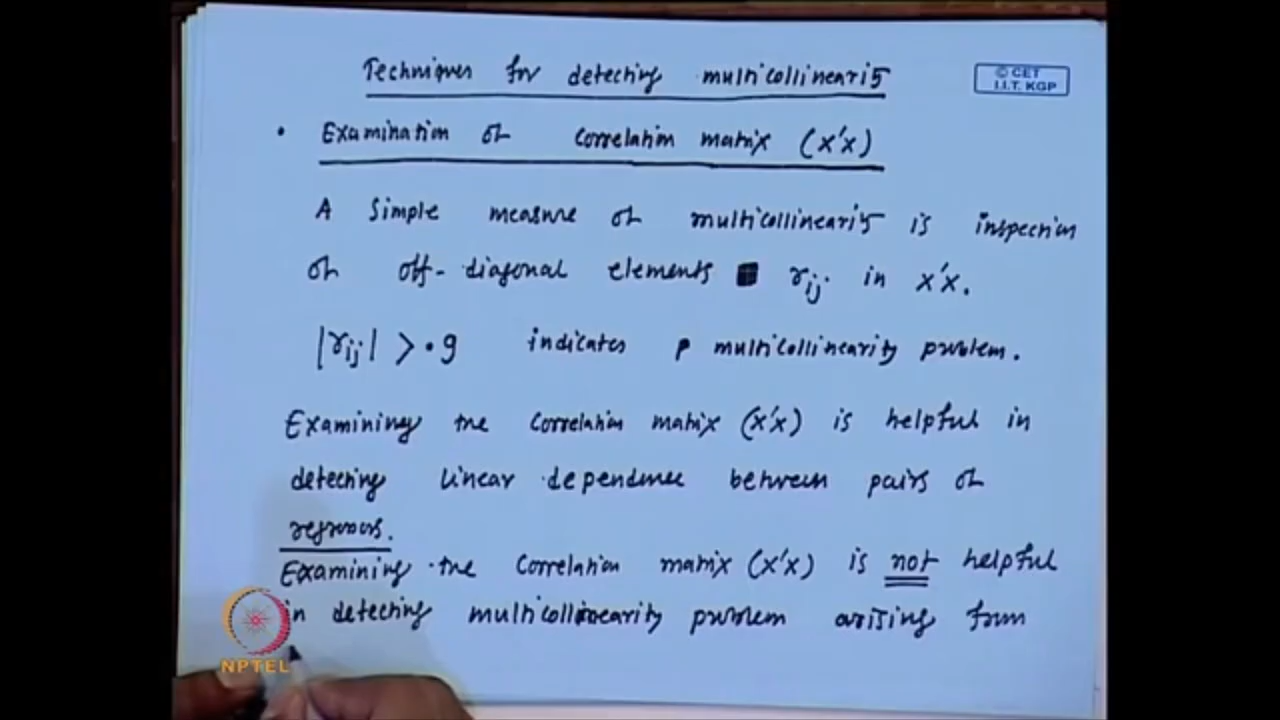 Techniques for detecting multicollinearity
© CET
I.I.T. KGP
• Examination of correlation matrix (x'x)
A simple measure of multicollinearity is inspection
of off-diagonal elements rij in x'x.
|rij| > .9 indicates multicollinearity problem.
Examining the correlation matrix (x'x) is helpful in
detecting linear dependence between pairs of
regressors.
Examining the correlation matrix (x'x) is not helpful
in detecting multicollinearity problem arising from
NPTEL